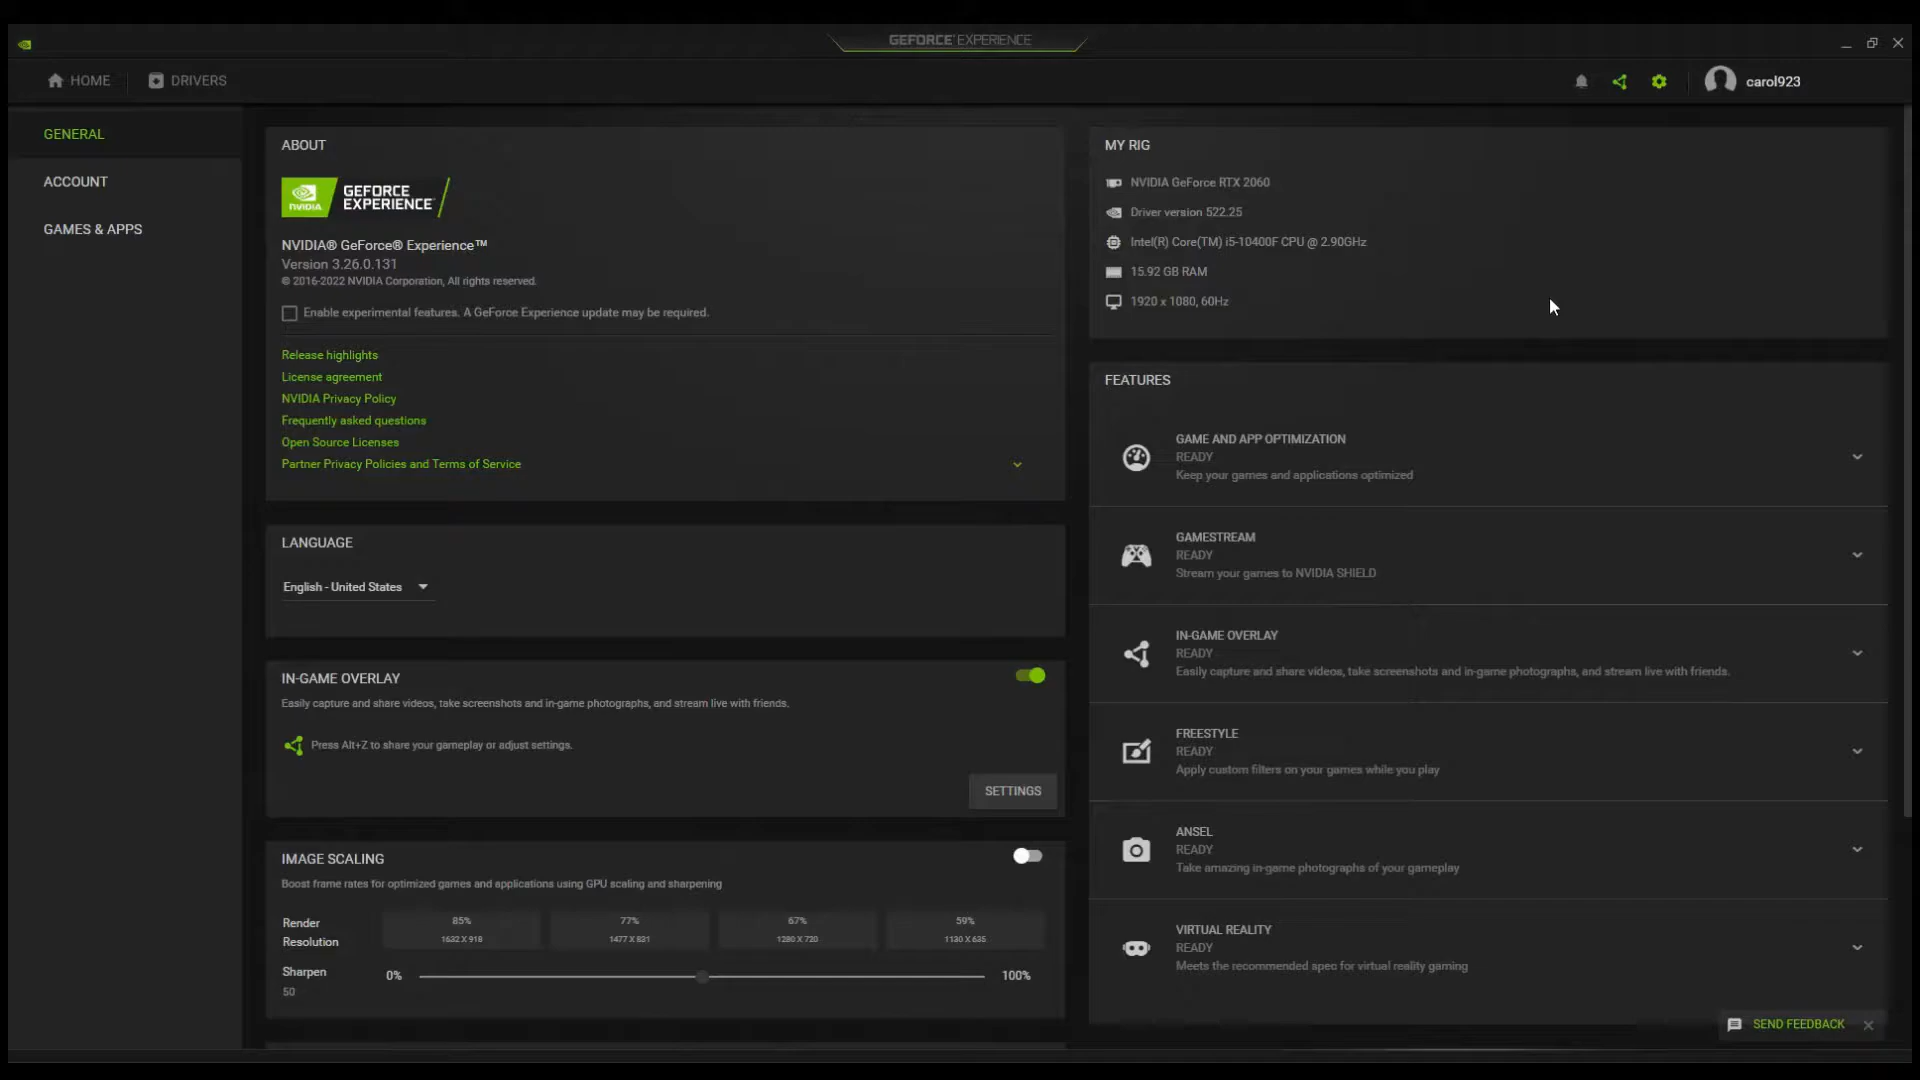 GEFORCE EXPERIENCE
HOME
DRIVERS
carol923
GENERAL
ACCOUNT
GAMES & APPS
ABOUT
NVIDIA
GEFORCE
EXPERIENCE
NVIDIA® GeForce® Experience™
Version 3.26.0.131
© 2016-2022 NVIDIA Corporation, All rights reserved.
Enable experimental features. A GeForce Experience update may be required.
Release highlights
License agreement
NVIDIA Privacy Policy
Frequently asked questions
Open Source Licenses
Partner Privacy Policies and Terms of Service
LANGUAGE
English - United States
IN-GAME OVERLAY
Easily capture and share videos, take screenshots and in-game photographs, and stream live with friends.
Press Alt+Z to share your gameplay or adjust settings.
SETTINGS
IMAGE SCALING
Boost frame rates for optimized games and applications using GPU scaling and sharpening
Render
Resolution
85%
1632 X 918
77%
1477 X 831
67%
1280 X 720
59%
1130 X 635
Sharpen
50
0%
100%
MY RIG
NVIDIA GeForce RTX 2060
Driver version 522.25
Intel(R) Core(TM) i5-10400F CPU @ 2.90GHz
15.92 GB RAM
1920 x 1080, 60Hz
FEATURES
GAME AND APP OPTIMIZATION
READY
Keep your games and applications optimized
GAMESTREAM
READY
Stream your games to NVIDIA SHIELD
IN-GAME OVERLAY
READY
Easily capture and share videos, take screenshots and in-game photographs, and stream live with friends.
FREESTYLE
READY
Apply custom filters on your games while you play
ANSEL
READY
Take amazing in-game photographs of your gameplay
VIRTUAL REALITY
READY
Meets the recommended spec for virtual reality gaming
SEND FEEDBACK